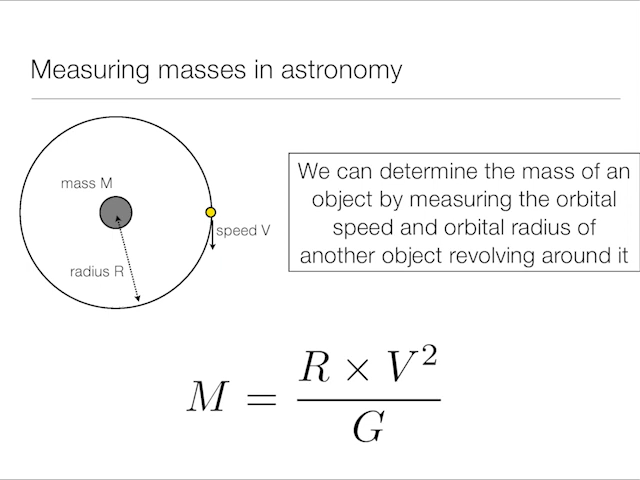 Measuring masses in astronomy
mass M
speed V
radius R
We can determine the mass of an
object by measuring the orbital
speed and orbital radius of
another object revolving around it
M = \frac{R × V^2}{G}